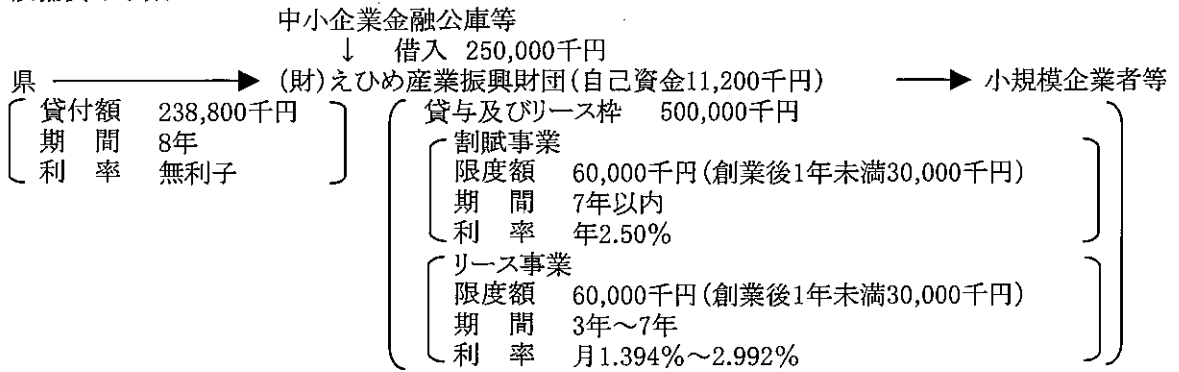 中小企業金融公庫等
↓ 借入 250,000千円
県 → (財)えひめ産業振興財団(自己資金11,200千円) → 小規模企業者等
貸付額 238,800千円
期間 8年
利率 無利子
貸与及びリース枠 500,000千円
割賦事業
限度額 60,000千円(創業後1年未満30,000千円)
期間 7年以内
利率 年2.50%
リース事業
限度額 60,000千円(創業後1年未満30,000千円)
期間 3年~7年
利率 月1.394%~2.992%